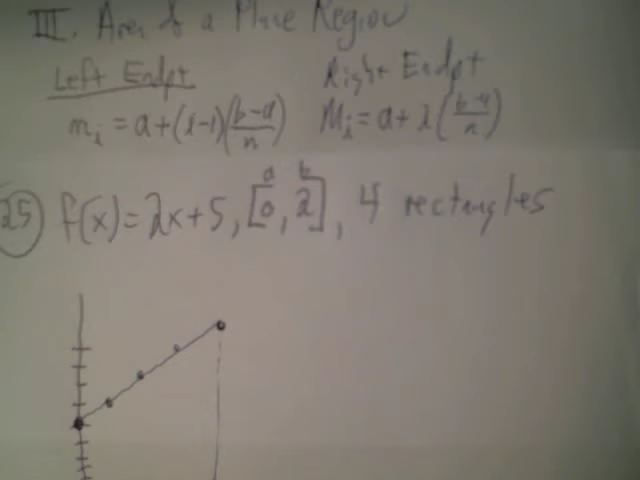 III. Area of a Plane Region
Left Endpt
Right Endpt
mᵢ = a+(i-1)(b-a/n)
Mᵢ = a+i(b-a/n)
a b
25 f(x)=2x+5, [0, 2], 4 rectangles